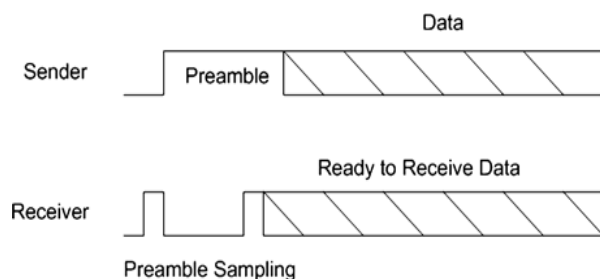 Data
Sender
Preamble
Ready to Receive Data
Receiver
Preamble Sampling